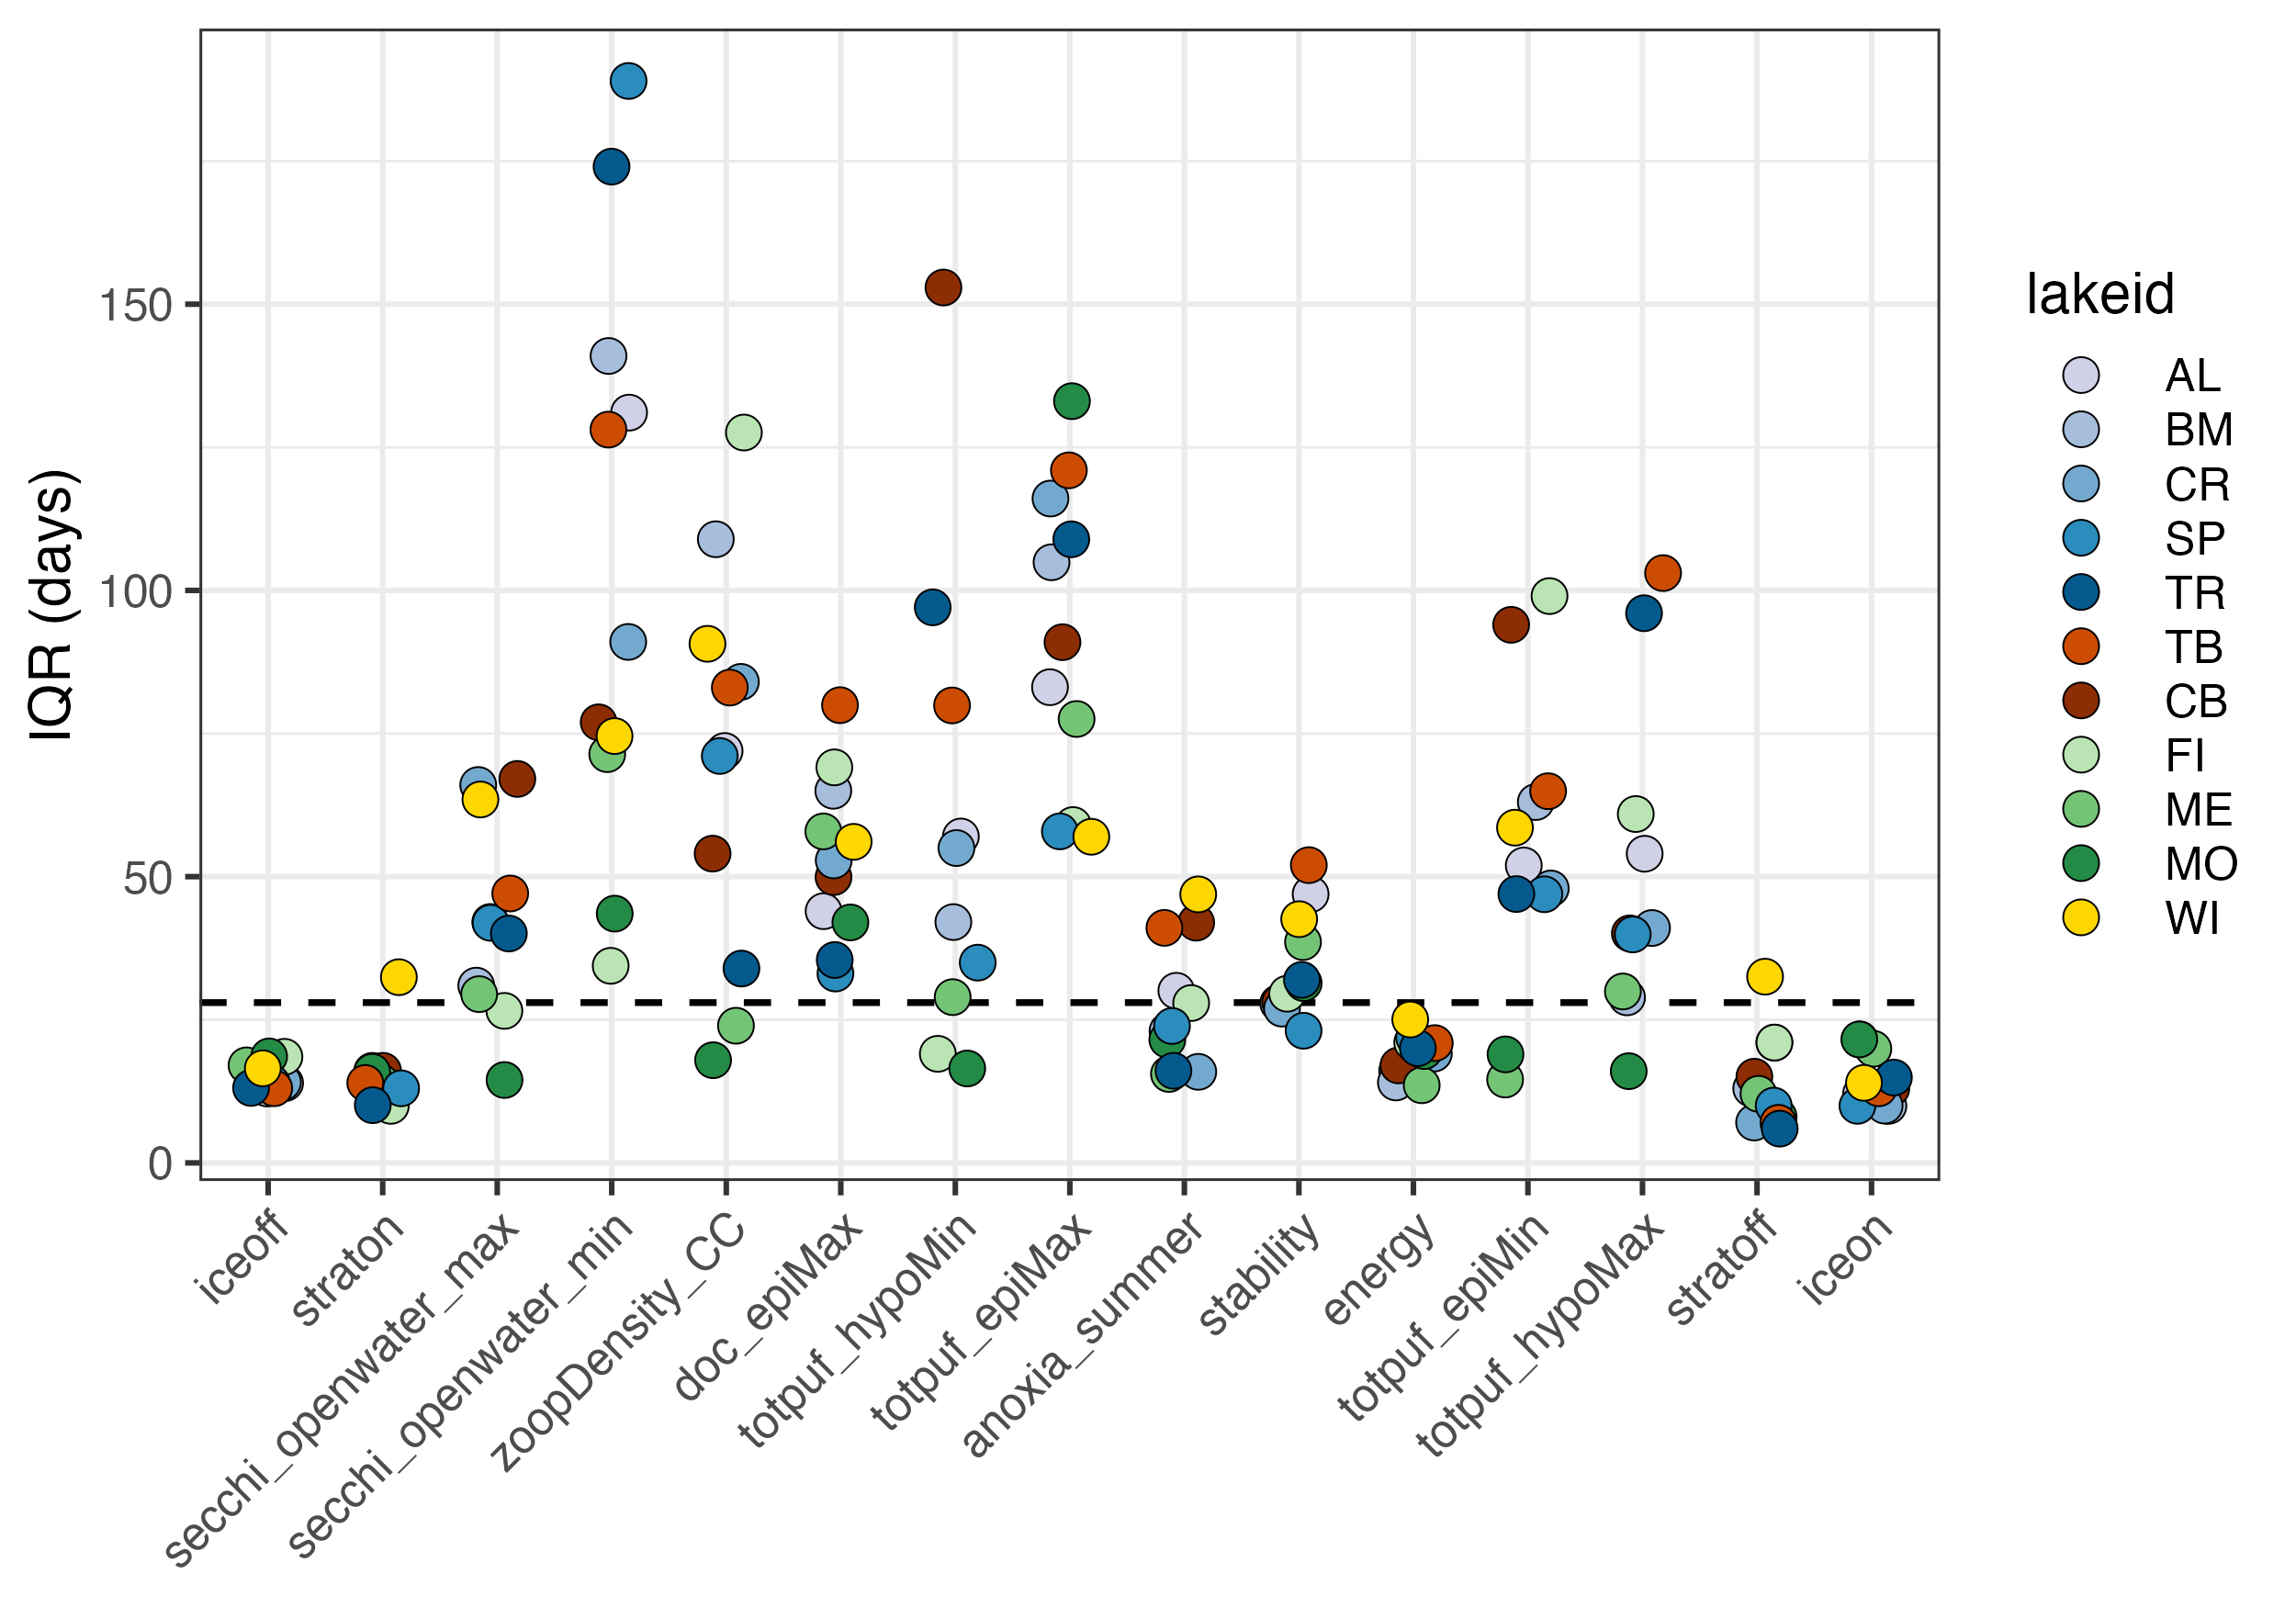 IQR (days)
150
100
50
0
iceoff
straton
secchi_openwater_max
secchi_openwater_min
zoopDensity_CC
doc_epiMax
totpuf_hypoMin
totpuf_epiMax
anoxia_summer
stability
energy
totpuf_epiMin
totpuf_hypoMax
stratoff
iceon
lakeid
AL
BM
CR
SP
TR
TB
CB
FI
ME
MO
WI